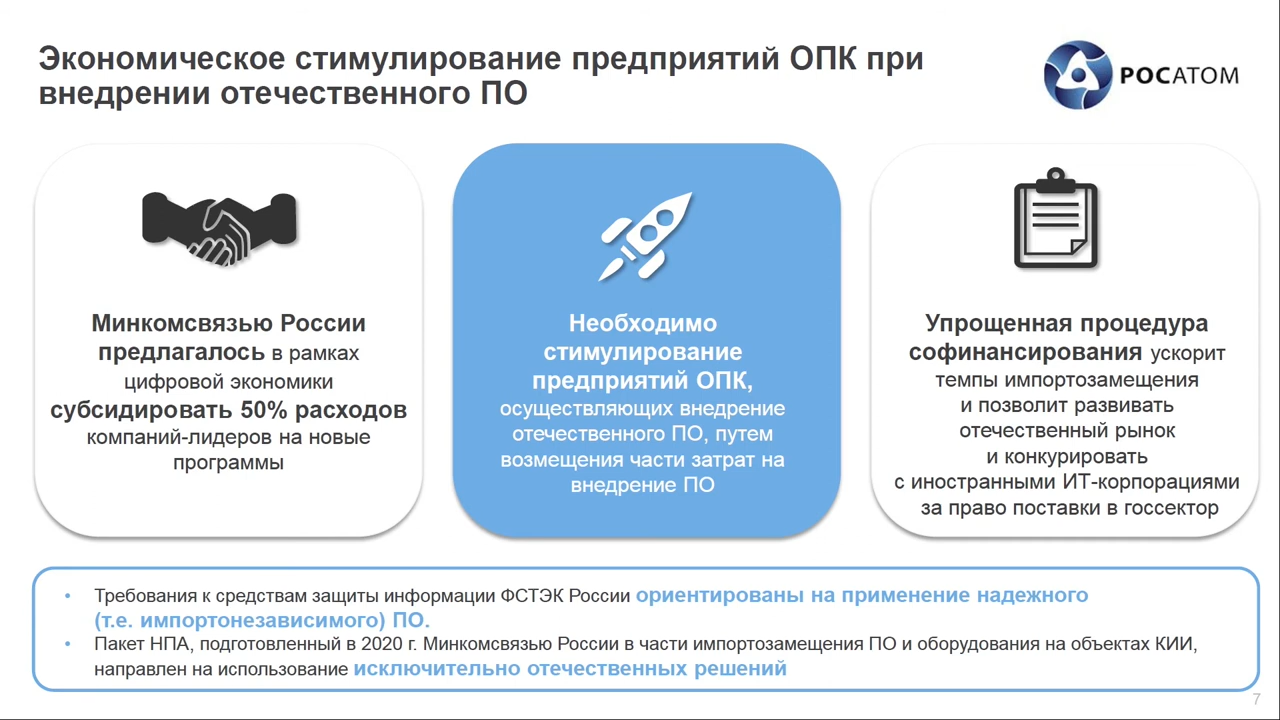 Экономическое стимулирование предприятий ОПК при
внедрении отечественного ПО
РОСАТОМ
Минкомсвязью России
предлагалось в рамках
цифровой экономики
субсидировать 50% расходов
компаний-лидеров на новые
программы
Необходимо
стимулирование
предприятий ОПК,
осуществляющих внедрение
отечественного ПО, путем
возмещения части затрат на
внедрение ПО
Упрощенная процедура
софинансирования ускорит
темпы импортозамещения
и позволит развивать
отечественный рынок
и конкурировать
с иностранными ИТ-корпорациями
за право поставки в госсектор
• Требования к средствам защиты информации ФСТЭК России ориентированы на применение надежного
(т.е. импортонезависимого) ПО.
• Пакет НПА, подготовленный в 2020 г. Минкомсвязью России в части импортозамещения ПО и оборудования на объектах КИИ,
направлен на использование исключительно отечественных решений
7